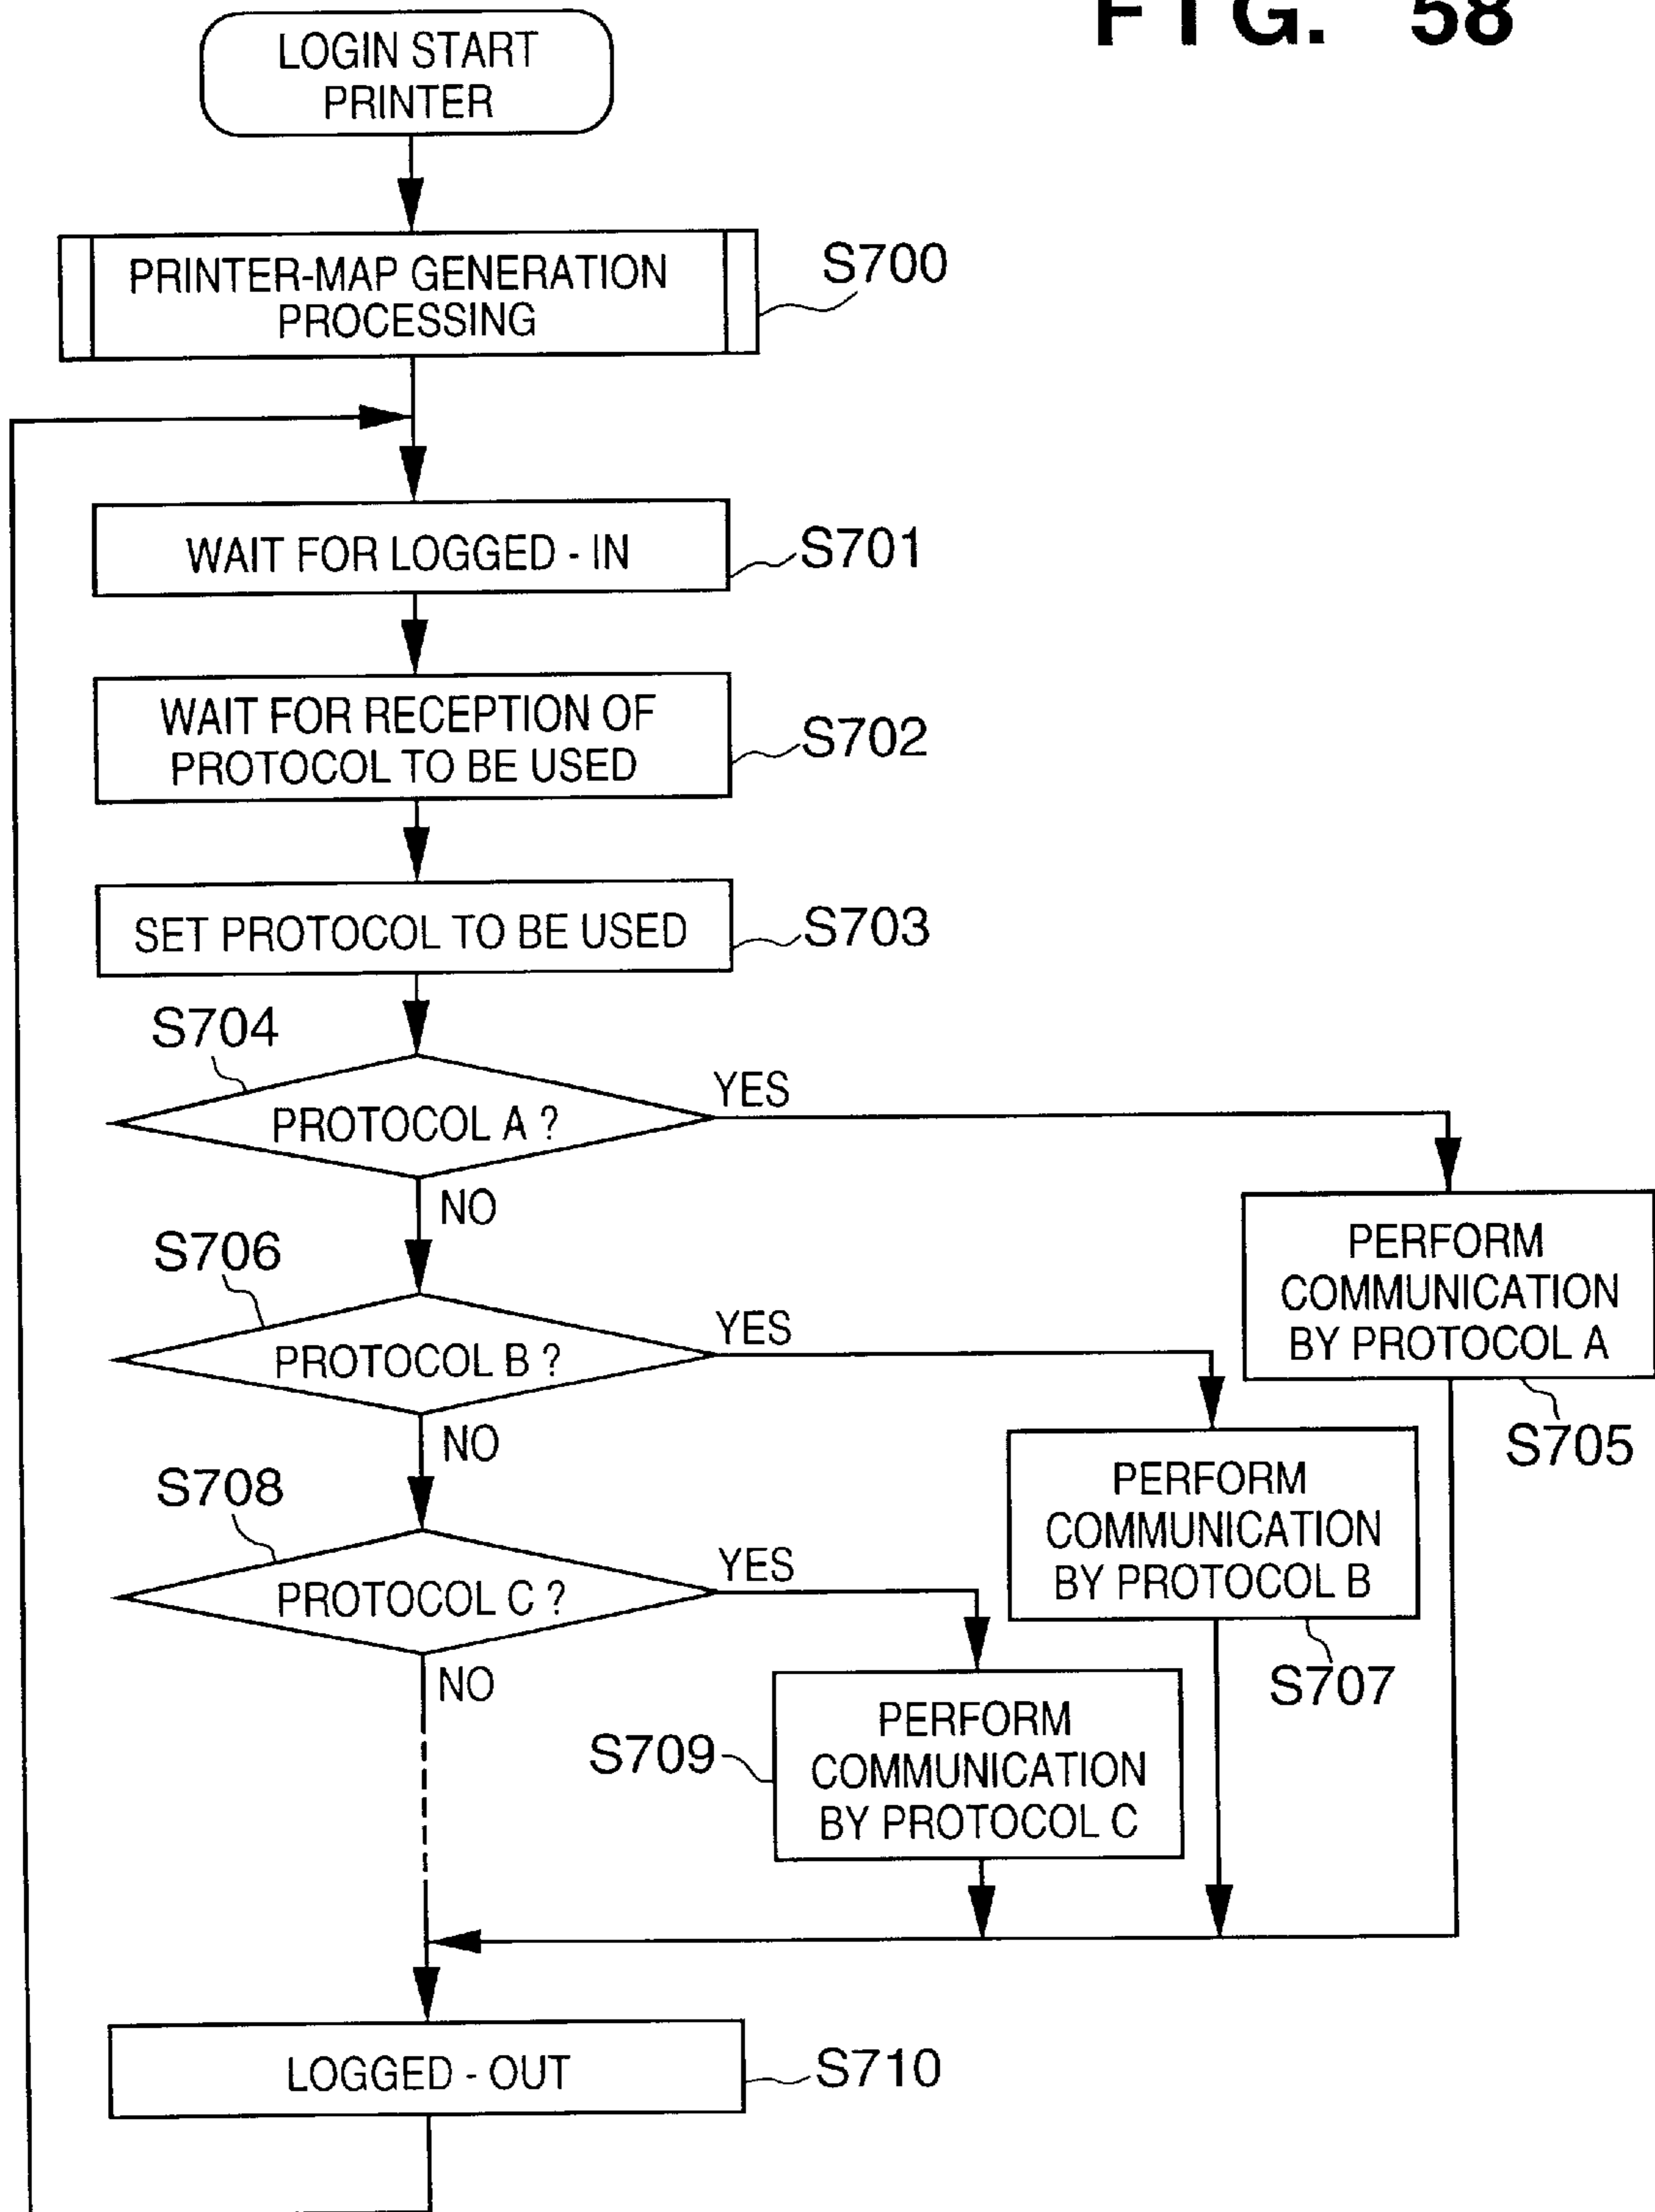 FIG. 58
LOGIN START
PRINTER
PRINTER-MAP GENERATION
PROCESSING
S700
WAIT FOR LOGGED - IN
S701
WAIT FOR RECEPTION OF
PROTOCOL TO BE USED
S702
SET PROTOCOL TO BE USED
S703
S704
PROTOCOL A ?
YES
NO
PERFORM
COMMUNICATION
BY PROTOCOL A
S705
S706
PROTOCOL B ?
YES
NO
PERFORM
COMMUNICATION
BY PROTOCOL B
S707
S708
PROTOCOL C ?
YES
NO
PERFORM
COMMUNICATION
BY PROTOCOL C
S709
LOGGED - OUT
S710